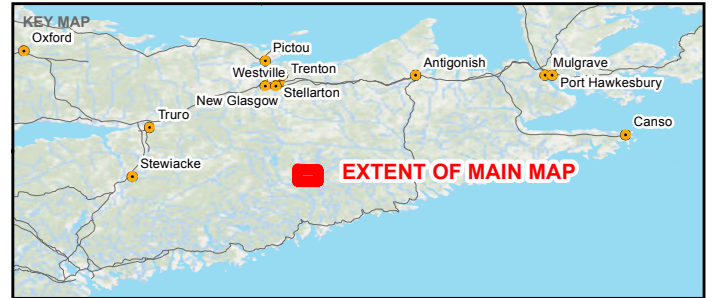 KEY MAP
Oxford
Pictou
Westville
Trenton
Antigonish
Mulgrave
New Glasgow
Stellarton
Port Hawkesbury
Truro
Canso
Stewiacke
EXTENT OF MAIN MAP